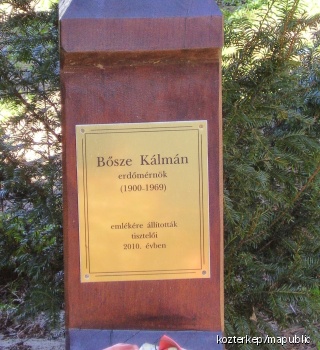 Bősze Kálmán
erdőmérnök
(1900-1969)
emlékére állították
tisztelői
2010. évben
kozterkep/mapublic